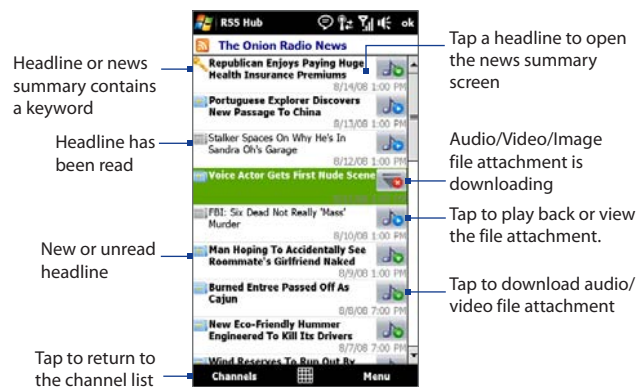 RSS Hub
ok
The Onion Radio News
Republican Enjoys Paying Huge
Health Insurance Premiums
8/14/08 1:00 PM
Portuguese Explorer Discovers
New Passage To China
8/13/08 1:00 PM
Stalker Spaces On Why He's In
Sandra Oh's Garage
8/12/08 1:00 PM
Voice Actor Gets First Nude Scene
FBI: Six Dead Not Really 'Mass'
Murder
8/10/08 1:00 PM
Man Hoping To Accidentally See
Roommate's Girlfriend Naked
8/9/08 1:00 PM
Burned Entree Passed Off As
Cajun
8/8/08 7:00 PM
New Eco-Friendly Hummer
Engineered To Kill Its Drivers
8/7/08 7:00 PM
Wind Reserves To Run Out By
Channels
Menu
Headline or news
summary contains
a keyword
Headline has
been read
New or unread
headline
Tap to return to
the channel list
Tap a headline to open
the news summary
screen
Audio/Video/Image
file attachment is
downloading
Tap to play back or view
the file attachment.
Tap to download audio/
video file attachment